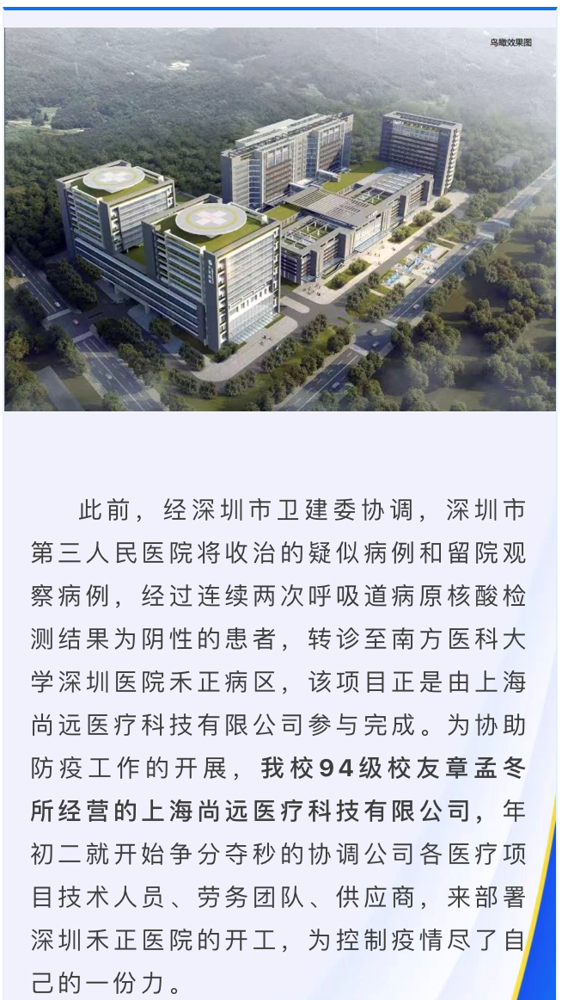 鸟瞰效果图
此前，经深圳市卫建委协调，深圳市
第三人民医院将收治的疑似病例和留院观
察病例，经过连续两次呼吸道病原核酸检
测结果为阴性的患者，转诊至南方医科大
学深圳医院禾正病区，该项目正是由上海
尚远医疗科技有限公司参与完成。为协助
防疫工作的开展，我校94级校友章孟冬
所经营的上海尚远医疗科技有限公司，年
初二就开始争分夺秒的协调公司各医疗项
目技术人员、劳务团队、供应商，来部署
深圳禾正医院的开工，为控制疫情尽了自
己的一份力。